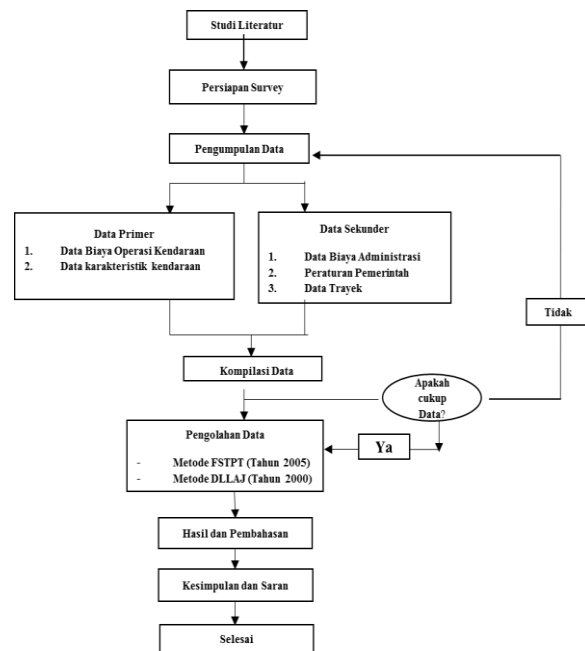 Studi Literatur
Persiapan Survey
Pengumpulan Data
Data Primer
1. Data Biaya Operasi Kendaraan
2. Data karakteristik kendaraan
Data Sekunder
1. Data Biaya Administrasi
2. Peraturan Pemerintah
3. Data Trayek
Tidak
Kompilasi Data
Apakah
cukup
Data?
Pengolahan Data
- Metode FSTPT (Tahun 2005)
- Metode DLLAJ (Tahun 2000)
Ya
Hasil dan Pembahasan
Kesimpulan dan Saran
Selesai